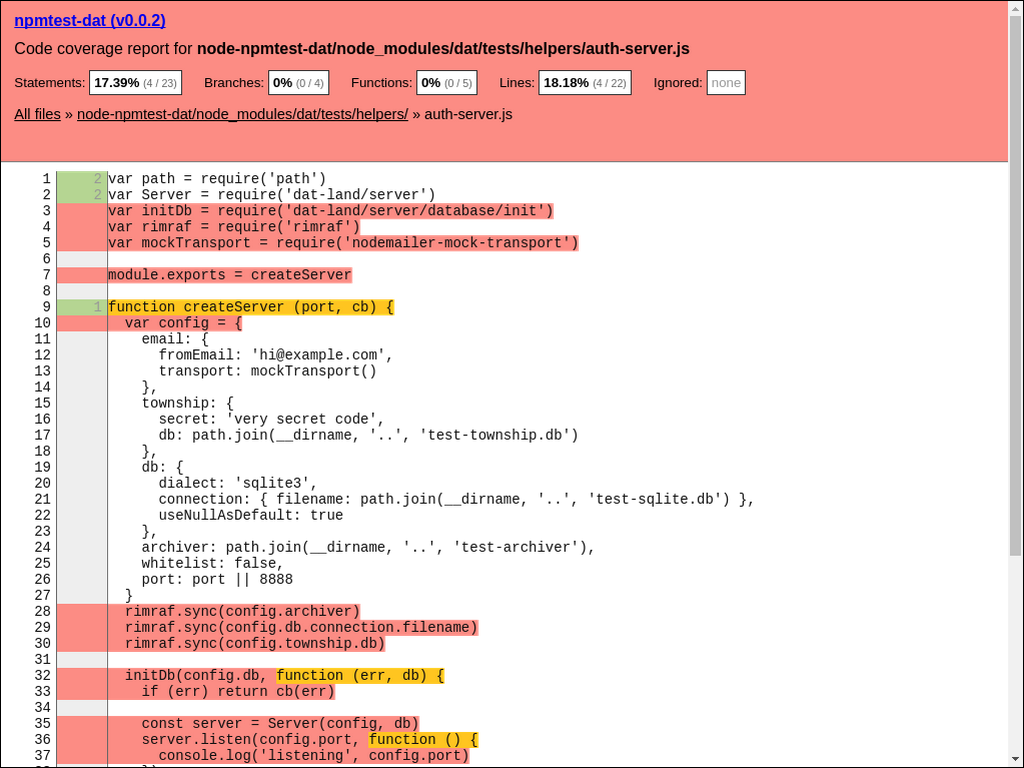 npmtest-dat (v0.0.2)
Code coverage report for node-npmtest-dat/node_modules/dat/tests/helpers/auth-server.js
Statements: 17.39% (4 / 23) Branches: 0% (0 / 4) Functions: 0% (0 / 5) Lines: 18.18% (4 / 22) Ignored: none
All files » node-npmtest-dat/node_modules/dat/tests/helpers/ » auth-server.js
1 2 var path = require('path')
2 2 var Server = require('dat-land/server')
3 var initDb = require('dat-land/server/database/init')
4 var rimraf = require('rimraf')
5 var mockTransport = require('nodemailer-mock-transport')
6
7 module.exports = createServer
8
9 1 function createServer (port, cb) {
10   var config = {
11     email: {
12       fromEmail: 'hi@example.com',
13       transport: mockTransport()
14     },
15     township: {
16       secret: 'very secret code',
17       db: path.join(__dirname, '..', 'test-township.db')
18     },
19     db: {
20       dialect: 'sqlite3',
21       connection: { filename: path.join(__dirname, '..', 'test-sqlite.db') },
22       useNullAsDefault: true
23     },
24     archiver: path.join(__dirname, '..', 'test-archiver'),
25     whitelist: false,
26     port: port || 8888
27   }
28   rimraf.sync(config.archiver)
29   rimraf.sync(config.db.connection.filename)
30   rimraf.sync(config.township.db)
31
32   initDb(config.db, function (err, db) {
33     if (err) return cb(err)
34
35     const server = Server(config, db)
36     server.listen(config.port, function () {
37       console.log('listening', config.port)